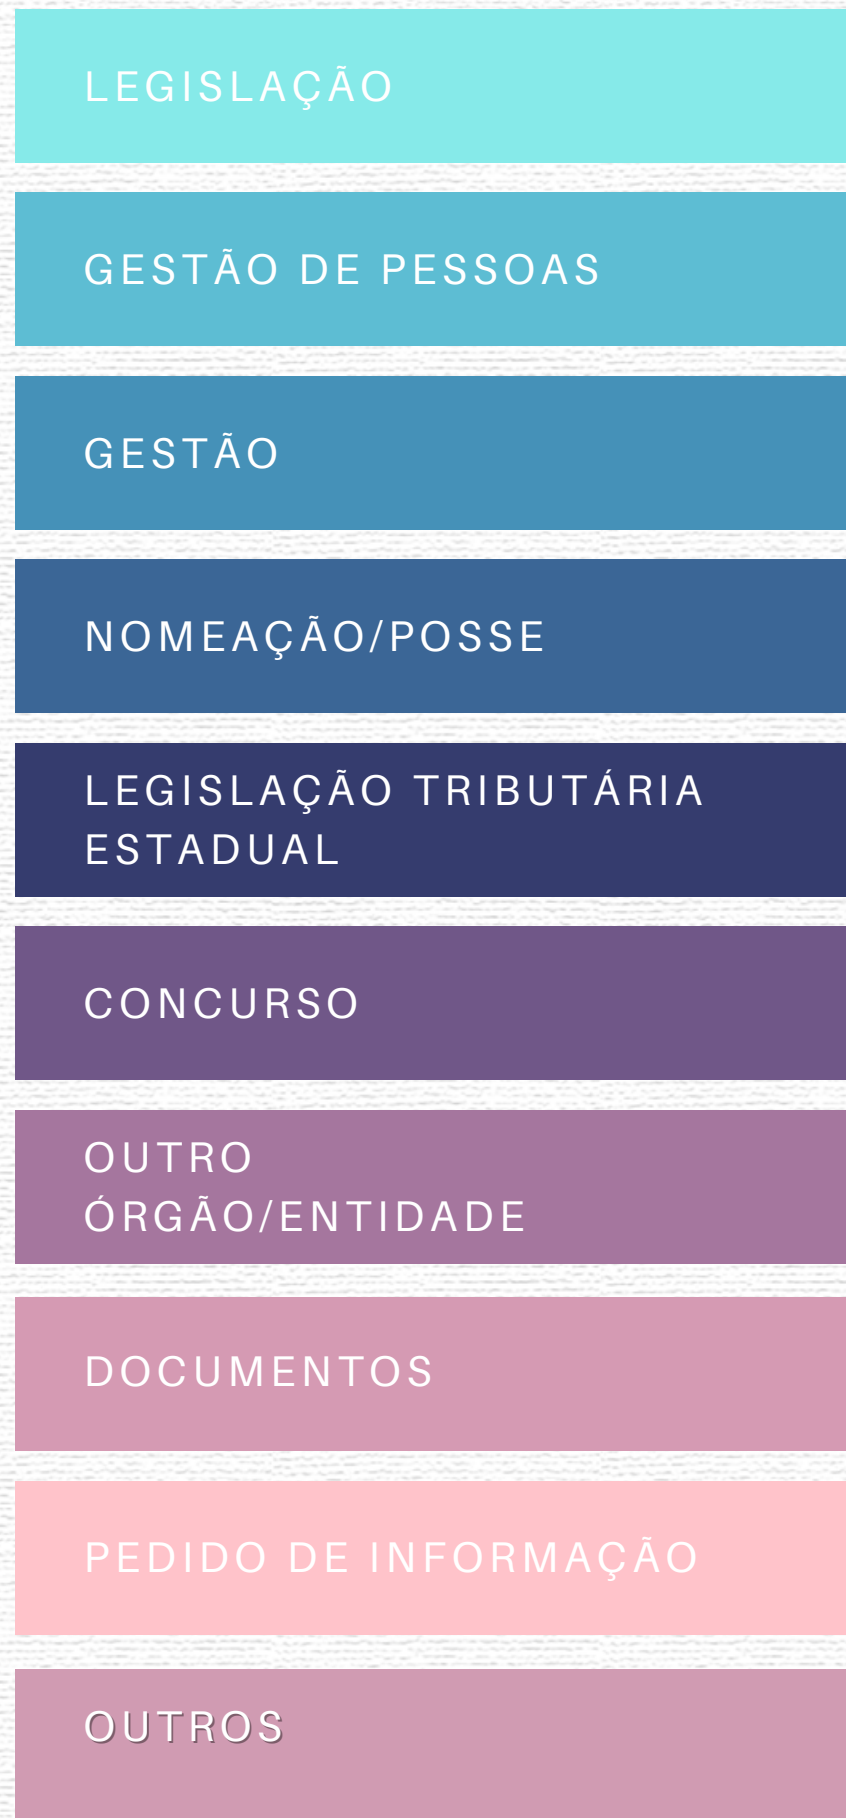 LEGISLAÇÃO
GESTÃO DE PESSOAS
GESTÃO
NOMEAÇÃO/POSSE
LEGISLAÇÃO TRIBUTÁRIA
ESTADUAL
CONCURSO
OUTRO
ÓRGÃO/ENTIDADE
DOCUMENTOS
PEDIDO DE INFORMAÇÃO
OUTROS